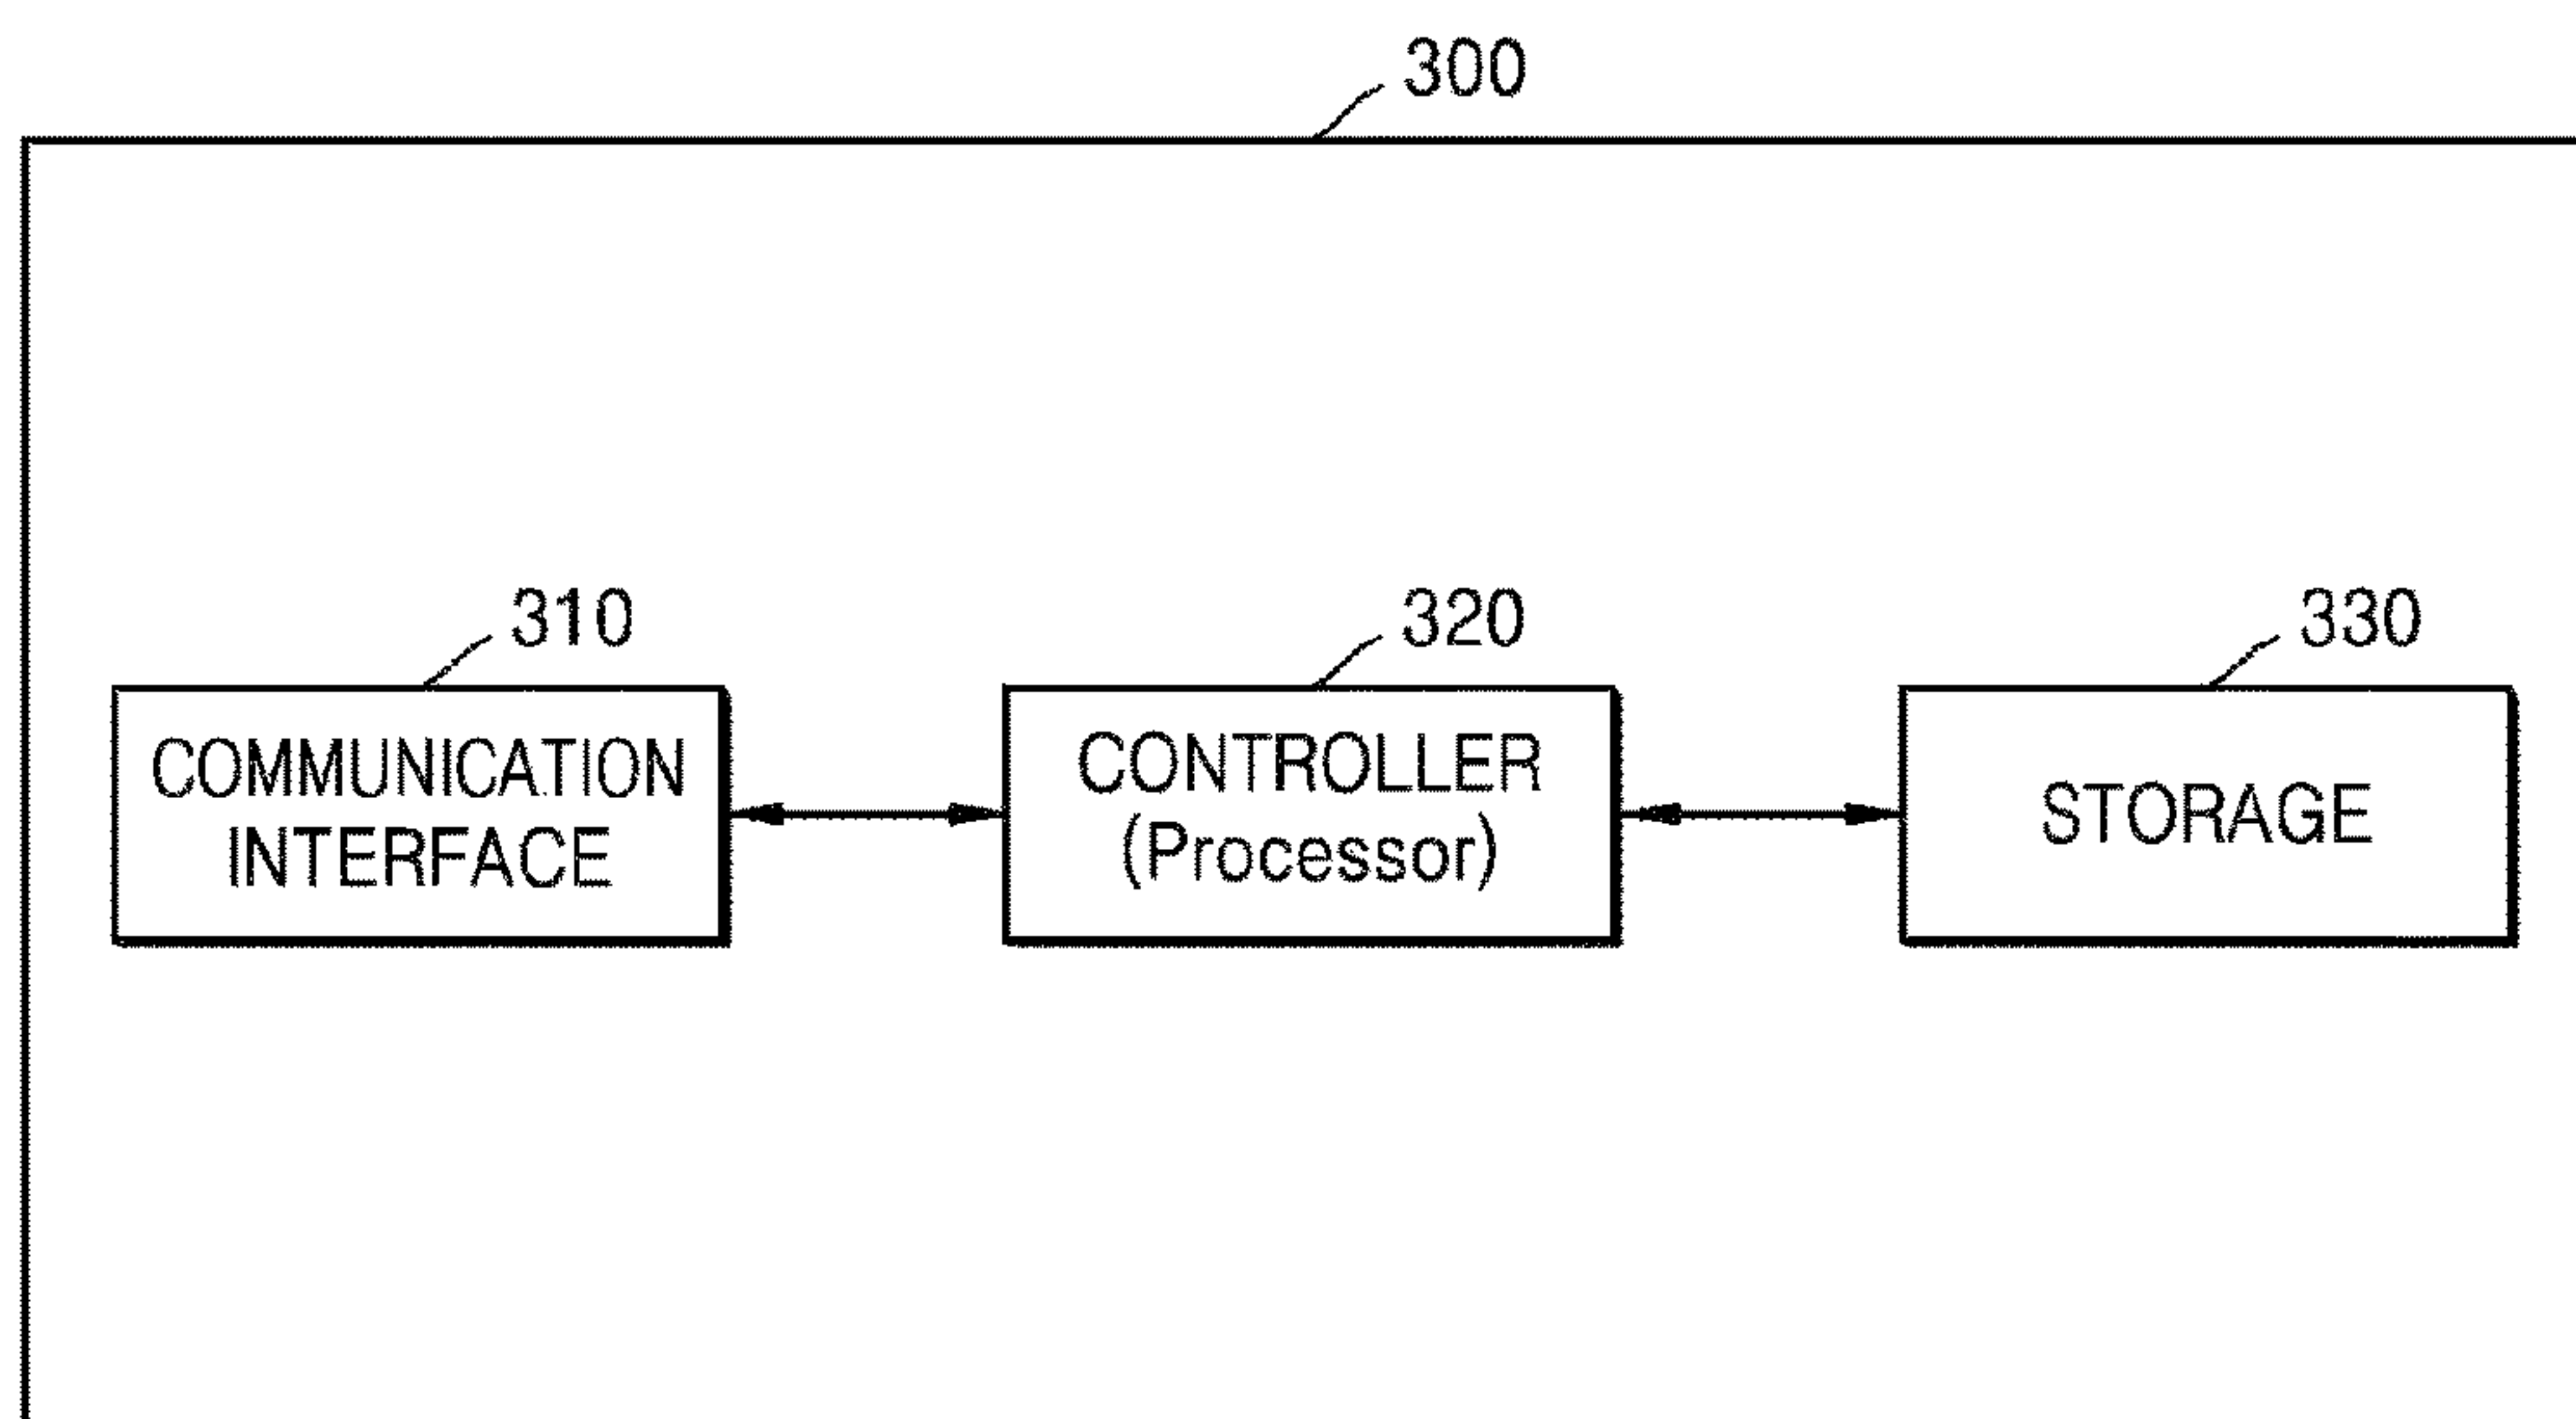 300
310
320
330
COMMUNICATION
INTERFACE
CONTROLLER
(Processor)
STORAGE